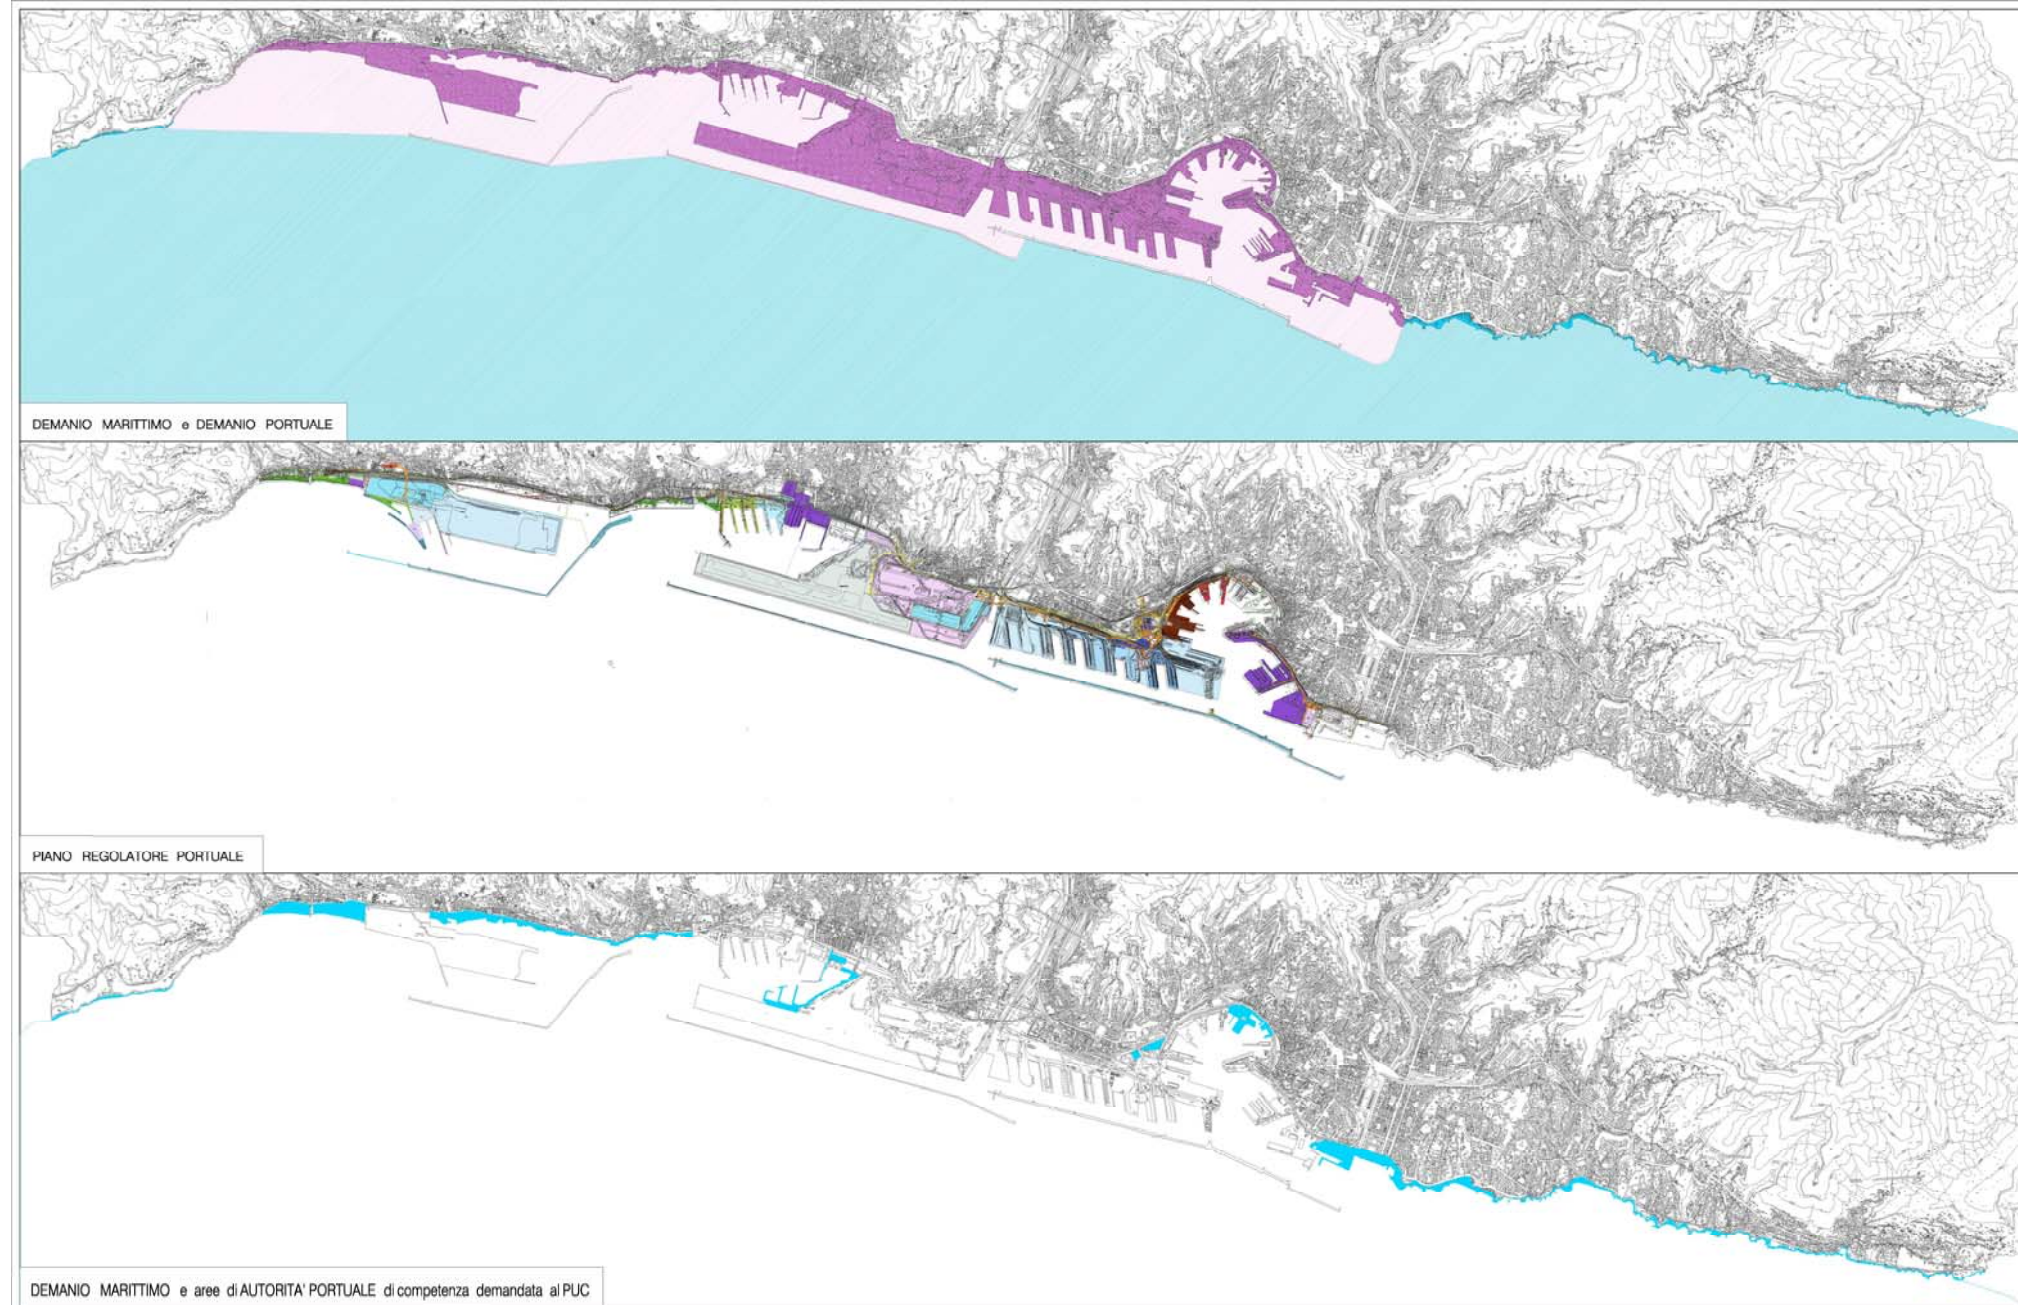 DEMANIO MARITTIMO e DEMANIO PORTUALE
PIANO REGOLATORE PORTUALE
DEMANIO MARITTIMO e aree di AUTORITA' PORTUALE di competenza demandata al PUC